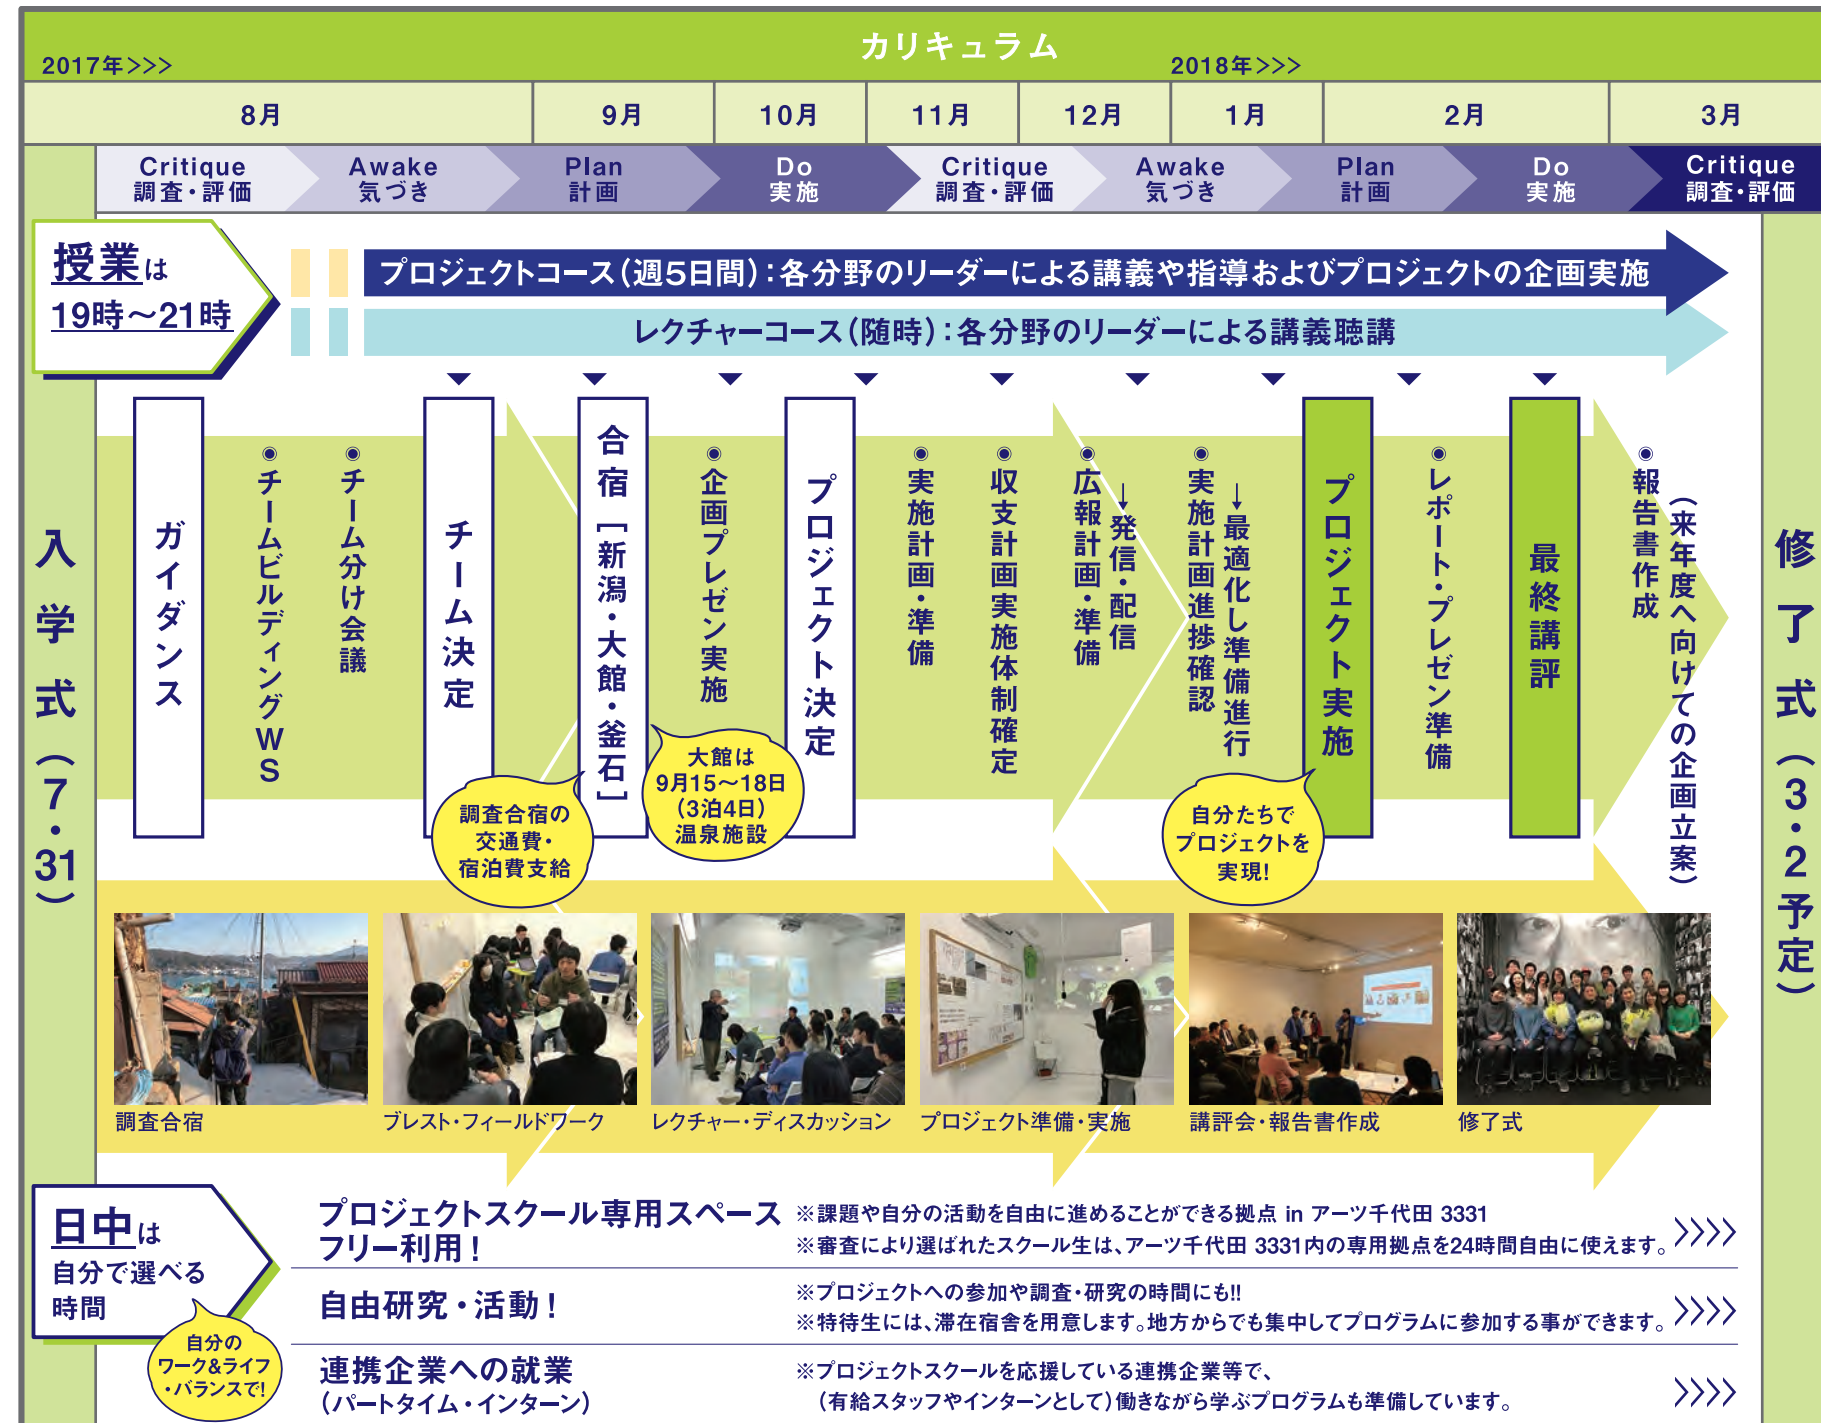 カリキュラム
2017年>>>
2018年>>>
8月
9月
10月
11月
12月
1月
2月
3月
Critique
調査・評価
Awake
気づき
Plan
計画
Do
実施
Critique
調査・評価
Awake
気づき
Plan
計画
Do
実施
Critique
調査・評価
授業は
19時～21時
プロジェクトコース（週5日間）：各分野のリーダーによる講義や指導およびプロジェクトの企画実施
レクチャーコース（随時）：各分野のリーダーによる講義聴講
入学式（7・31）
ガイダンス
◉チームビルディングWS
◉チーム分け会議
チーム決定
調査合宿の
交通費・
宿泊費支給
合宿［新潟・大館・釜石］
大館は
9月15～18日
（3泊4日）
温泉施設
◉企画プレゼン実施
プロジェクト決定
◉実施計画・準備
◉収支計画実施体制確定
◉広報計画・準備
→発信・配信
◉実施計画進捗確認
→最適化し準備進行
自分たちで
プロジェクトを
実現！
プロジェクト実施
◉レポート・プレゼン準備
最終講評
◉報告書作成
（来年度へ向けての企画立案）
修了式（3・2予定）
調査合宿
ブレスト・フィールドワーク
レクチャー・ディスカッション
プロジェクト準備・実施
講評会・報告書作成
修了式
日中は
自分で選べる
時間
自分の
ワーク&ライフ
・バランスで!
プロジェクトスクール専用スペース
フリー利用！
※課題や自分の活動を自由に進めることができる拠点 in アーツ千代田 3331
※審査により選ばれたスクール生は、アーツ千代田 3331内の専用拠点を24時間自由に使えます。
自由研究・活動！
※プロジェクトへの参加や調査・研究の時間にも!!
※特待生には、滞在宿舎を用意します。地方からでも集中してプログラムに参加する事ができます。
連携企業への就業
（パートタイム・インターン）
※プロジェクトスクールを応援している連携企業等で、
（有給スタッフやインターンとして）働きながら学ぶプログラムも準備しています。